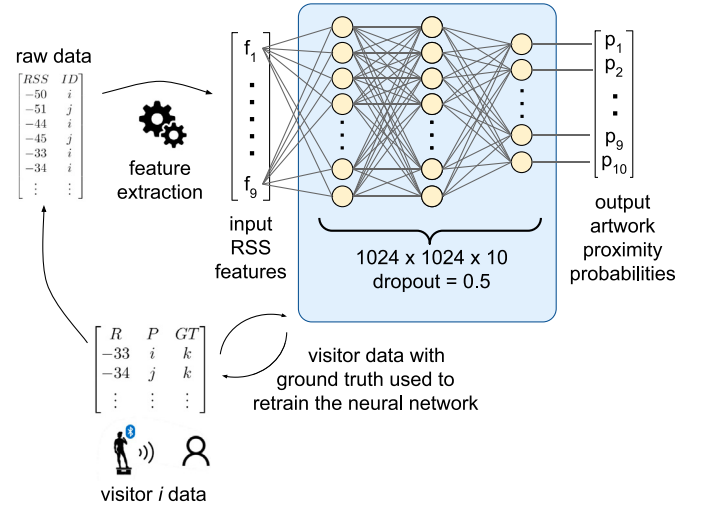 raw data
RSS ID
−50 i
−51 j
−44 i
−45 j
−33 i
−34 i
⋮ ⋮
feature
extraction
f1
f9
input
RSS
features
1024 x 1024 x 10
dropout = 0.5
p1
p2
p9
p10
output
artwork
proximity
probabilities
R P GT
−33 i k
−34 j k
⋮ ⋮ ⋮
visitor i data
visitor data with
ground truth used to
retrain the neural network